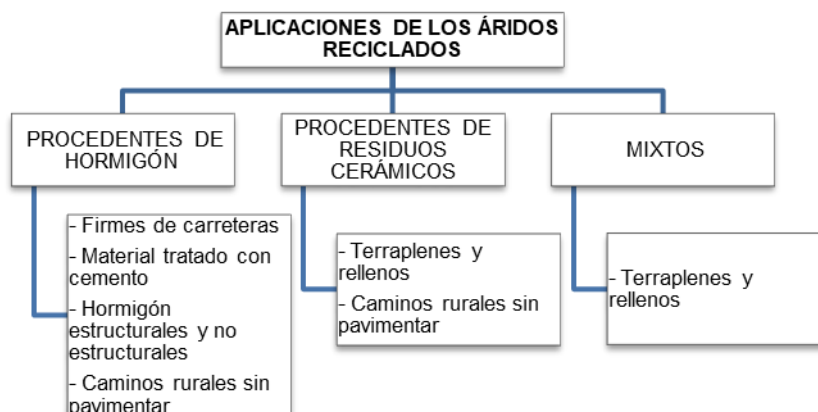 APLICACIONES DE LOS ÁRIDOS
RECICLADOS
PROCEDENTES DE
HORMIGÓN
PROCEDENTES DE
RESIDUOS
CERÁMICOS
MIXTOS
- Firmes de carreteras
- Material tratado con
cemento
- Hormigón
estructurales y no
estructurales
- Caminos rurales sin
pavimentar
- Terraplenes y
rellenos
- Caminos rurales sin
pavimentar
- Terraplenes y
rellenos